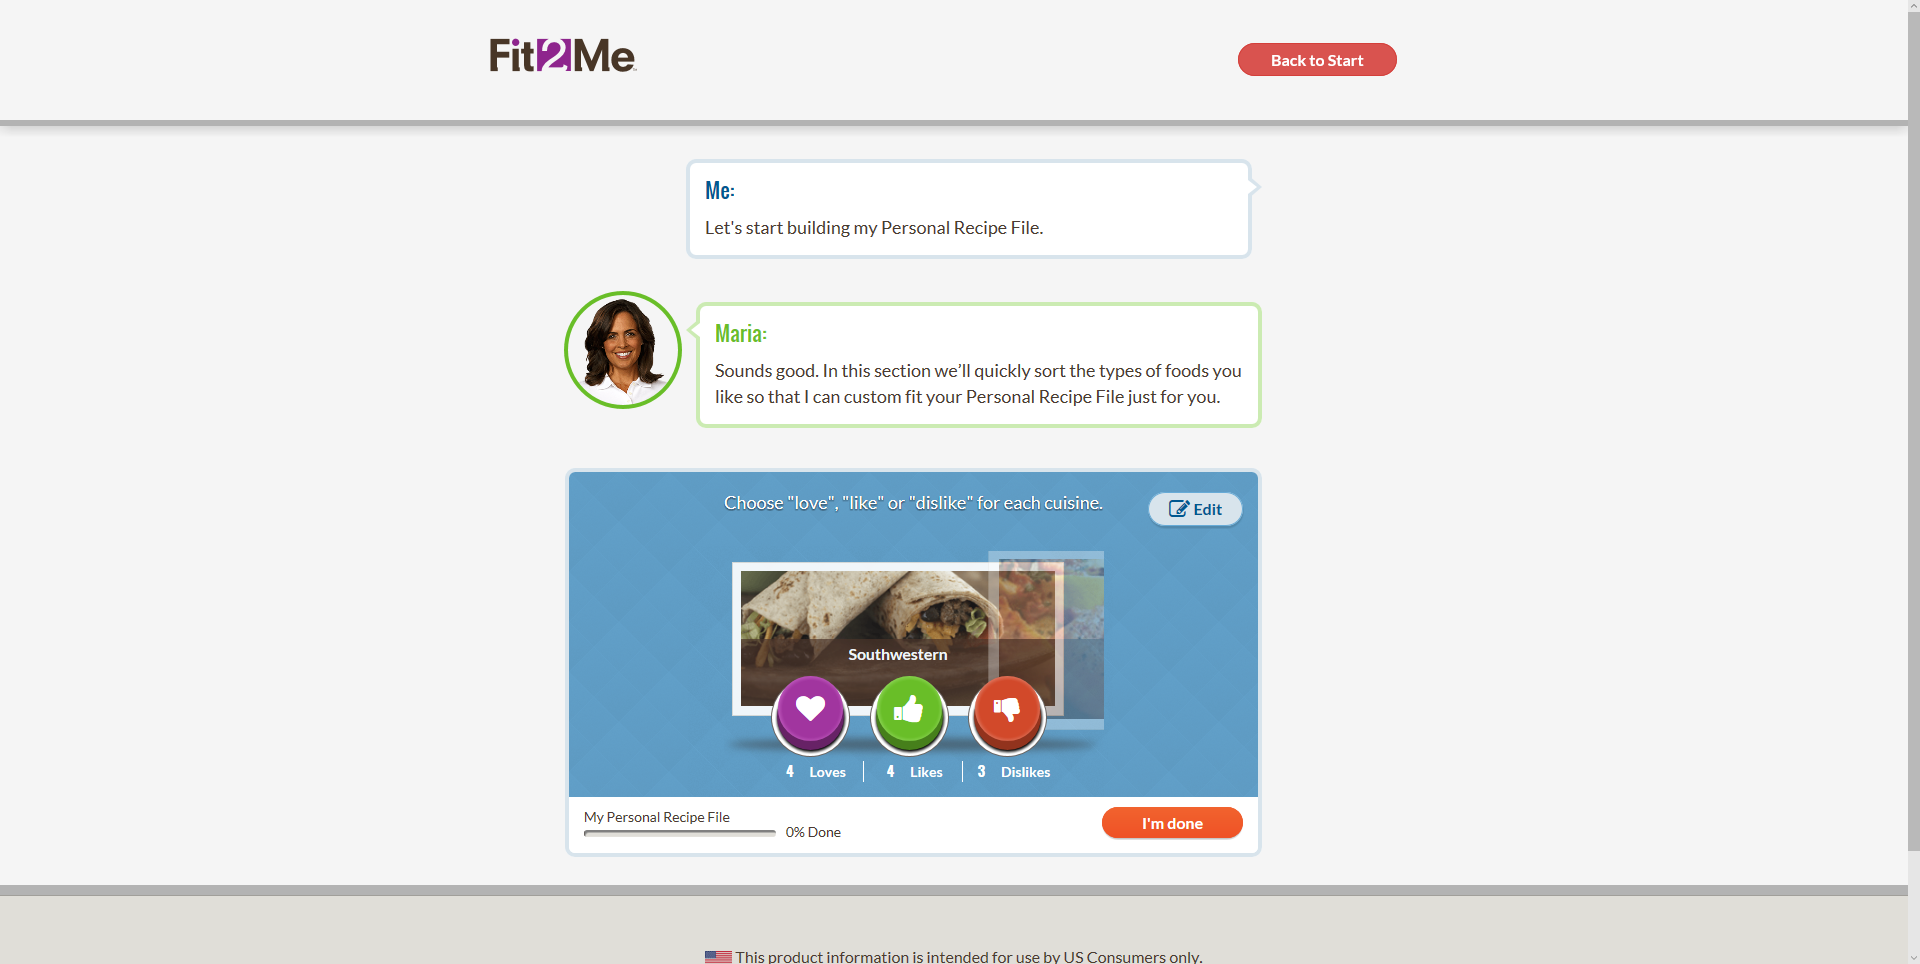 Fit2Me
Back to Start
Me:
Let's start building my Personal Recipe File.
Maria:
Sounds good. In this section we’ll quickly sort the types of foods you
like so that I can custom fit your Personal Recipe File just for you.
Choose "love", "like" or "dislike" for each cuisine.
Edit
Southwestern
4 Loves
4 Likes
3 Dislikes
My Personal Recipe File
0% Done
I'm done
This product information is intended for use by US Consumers only.